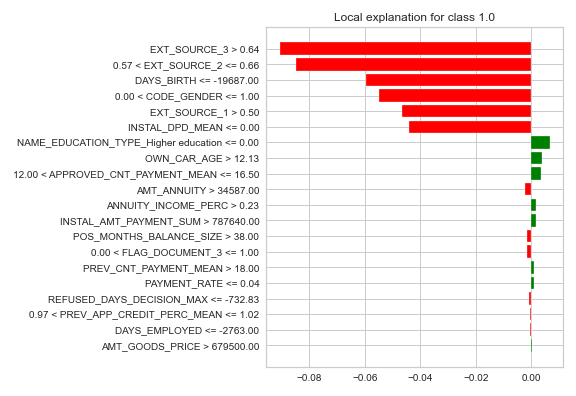 Local explanation for class 1.0
EXT_SOURCE_3 > 0.64
0.57 < EXT_SOURCE_2 <= 0.66
DAYS_BIRTH <= -19687.00
0.00 < CODE_GENDER <= 1.00
EXT_SOURCE_1 > 0.50
INSTAL_DPD_MEAN <= 0.00
NAME_EDUCATION_TYPE_Higher education <= 0.00
OWN_CAR_AGE > 12.13
12.00 < APPROVED_CNT_PAYMENT_MEAN <= 16.50
AMT_ANNUITY > 34587.00
ANNUITY_INCOME_PERC > 0.23
INSTAL_AMT_PAYMENT_SUM > 787640.00
POS_MONTHS_BALANCE_SIZE > 38.00
0.00 < FLAG_DOCUMENT_3 <= 1.00
PREV_CNT_PAYMENT_MEAN > 18.00
PAYMENT_RATE <= 0.04
REFUSED_DAYS_DECISION_MAX <= -732.83
0.97 < PREV_APP_CREDIT_PERC_MEAN <= 1.02
DAYS_EMPLOYED <= -2763.00
AMT_GOODS_PRICE > 679500.00
−0.08 −0.06 −0.04 −0.02 0.00